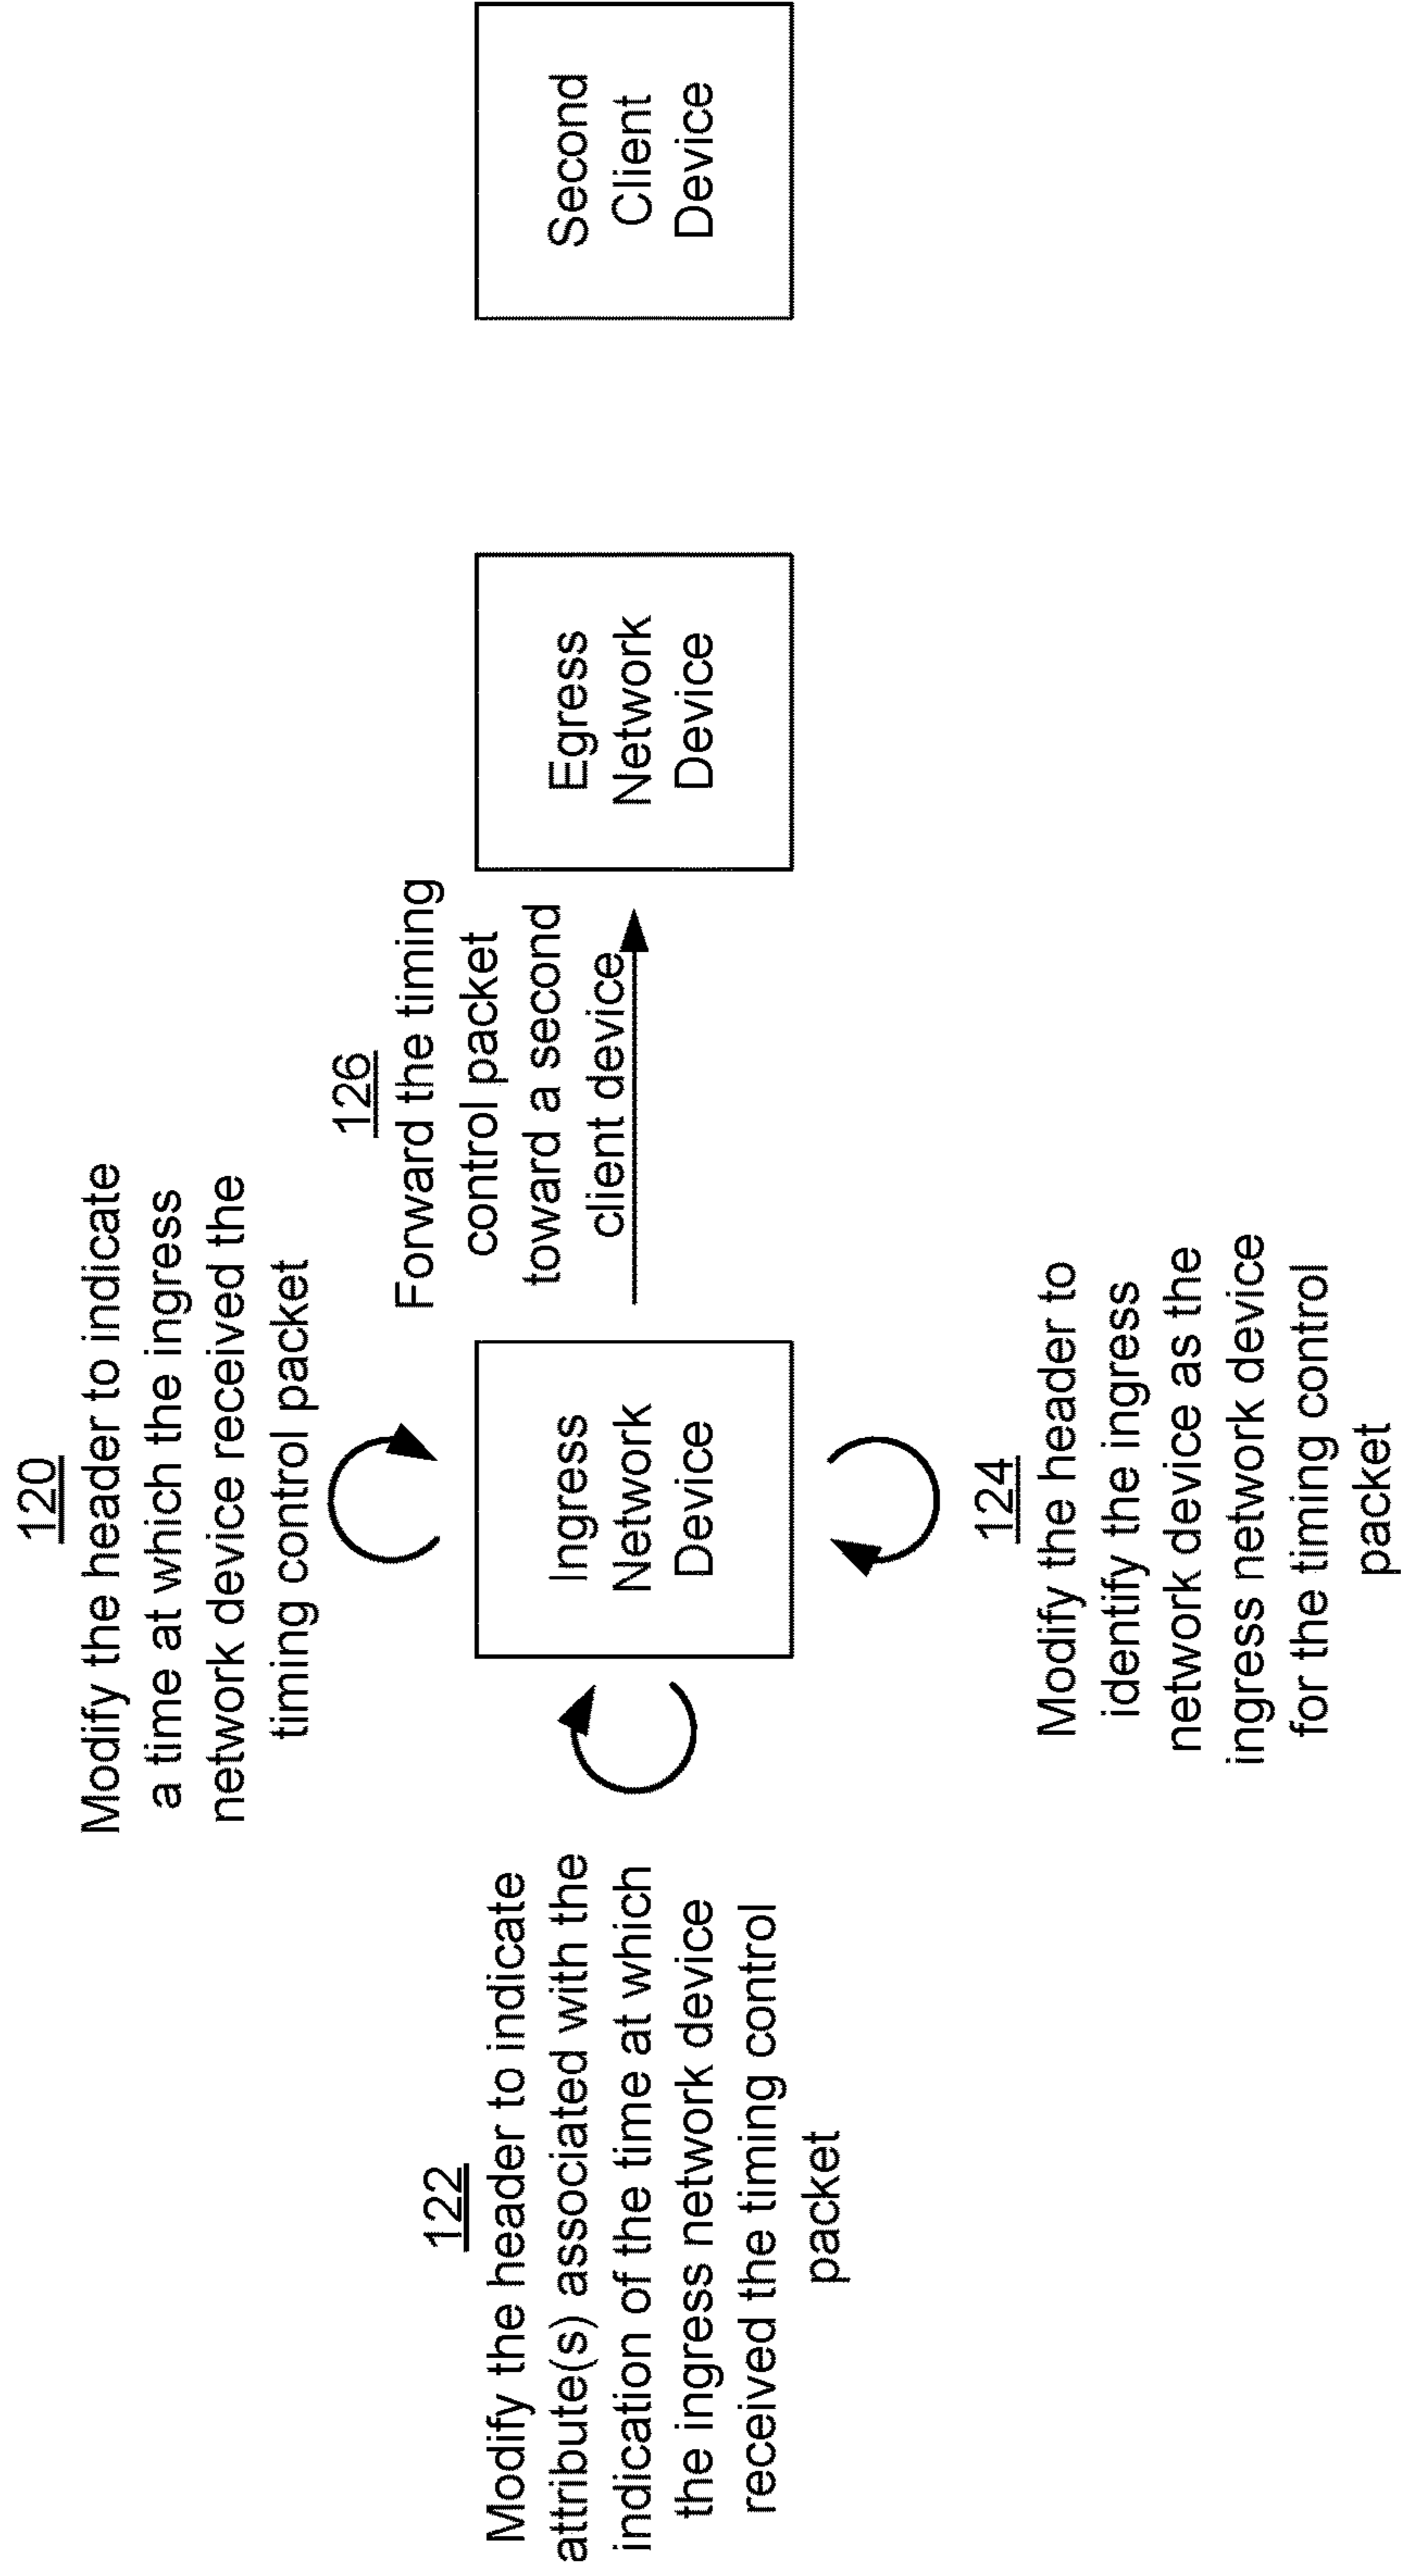 120
Modify the header to indicate
a time at which the ingress
network device received the
timing control packet
126
Forward the timing
control packet
toward a second
client device
122
Modify the header to indicate
attribute(s) associated with the
indication of the time at which
the ingress network device
received the timing control
packet
Ingress
Network
Device
Egress
Network
Device
Second
Client
Device
124
Modify the header to
identify the ingress
network device as the
ingress network device
for the timing control
packet